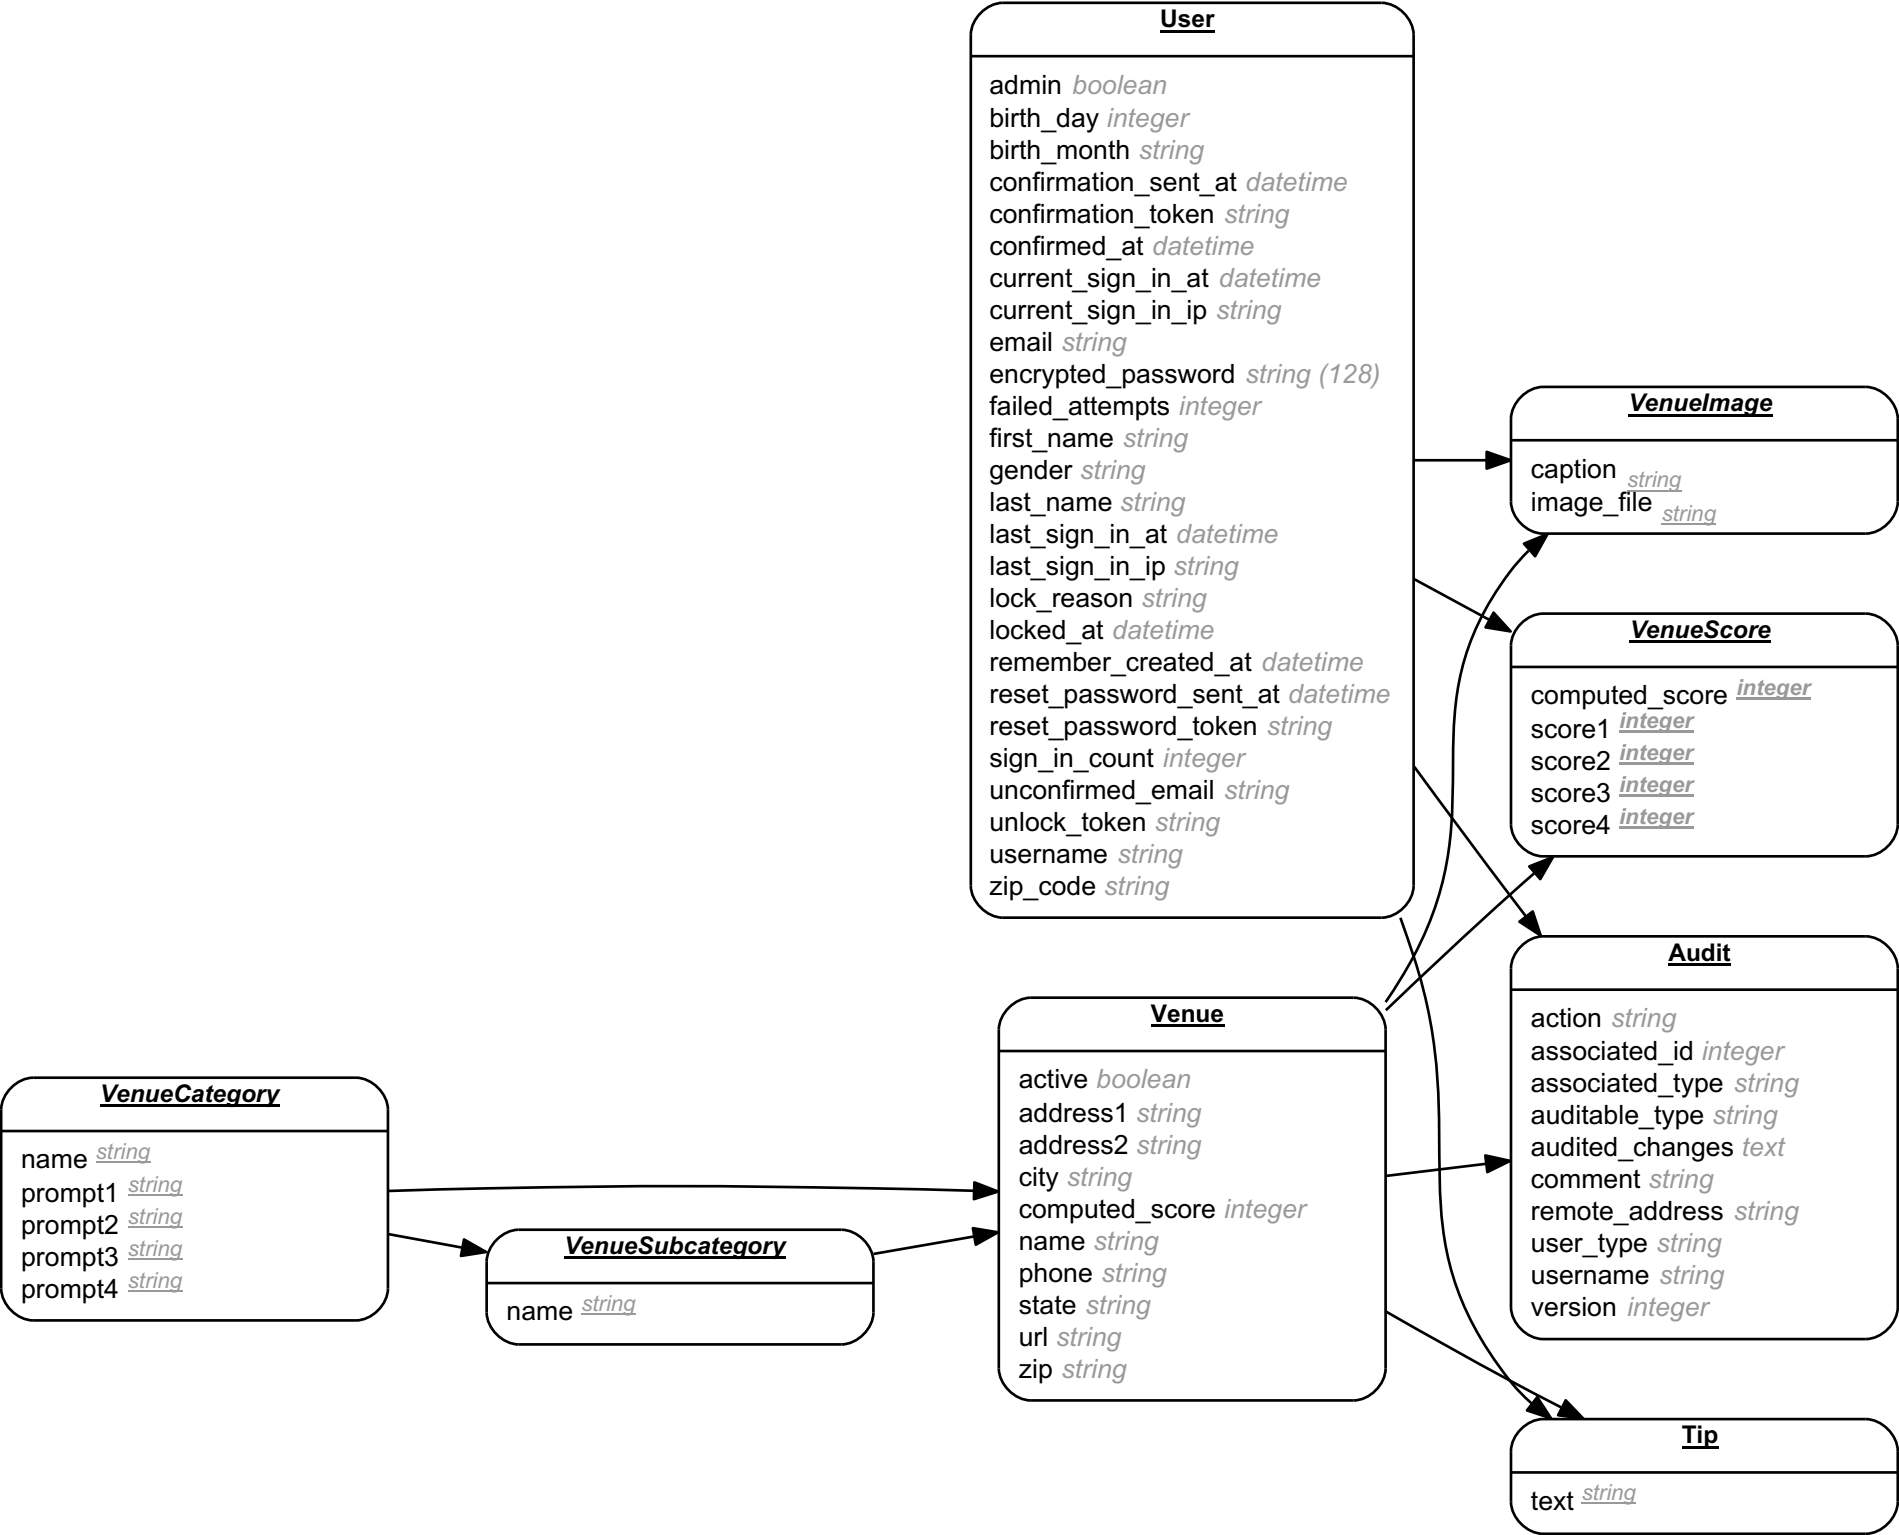 User
admin boolean
birth_day integer
birth_month string
confirmation_sent_at datetime
confirmation_token string
confirmed_at datetime
current_sign_in_at datetime
current_sign_in_ip string
email string
encrypted_password string (128)
failed_attempts integer
first_name string
gender string
last_name string
last_sign_in_at datetime
last_sign_in_ip string
lock_reason string
locked_at datetime
remember_created_at datetime
reset_password_sent_at datetime
reset_password_token string
sign_in_count integer
unconfirmed_email string
unlock_token string
username string
zip_code string
VenueImage
caption string
image_file string
VenueScore
computed_score integer
score1 integer
score2 integer
score3 integer
score4 integer
Audit
action string
associated_id integer
associated_type string
auditable_type string
audited_changes text
comment string
remote_address string
user_type string
username string
version integer
Venue
active boolean
address1 string
address2 string
city string
computed_score integer
name string
phone string
state string
url string
zip string
VenueCategory
name string
prompt1 string
prompt2 string
prompt3 string
prompt4 string
VenueSubcategory
name string
Tip
text string